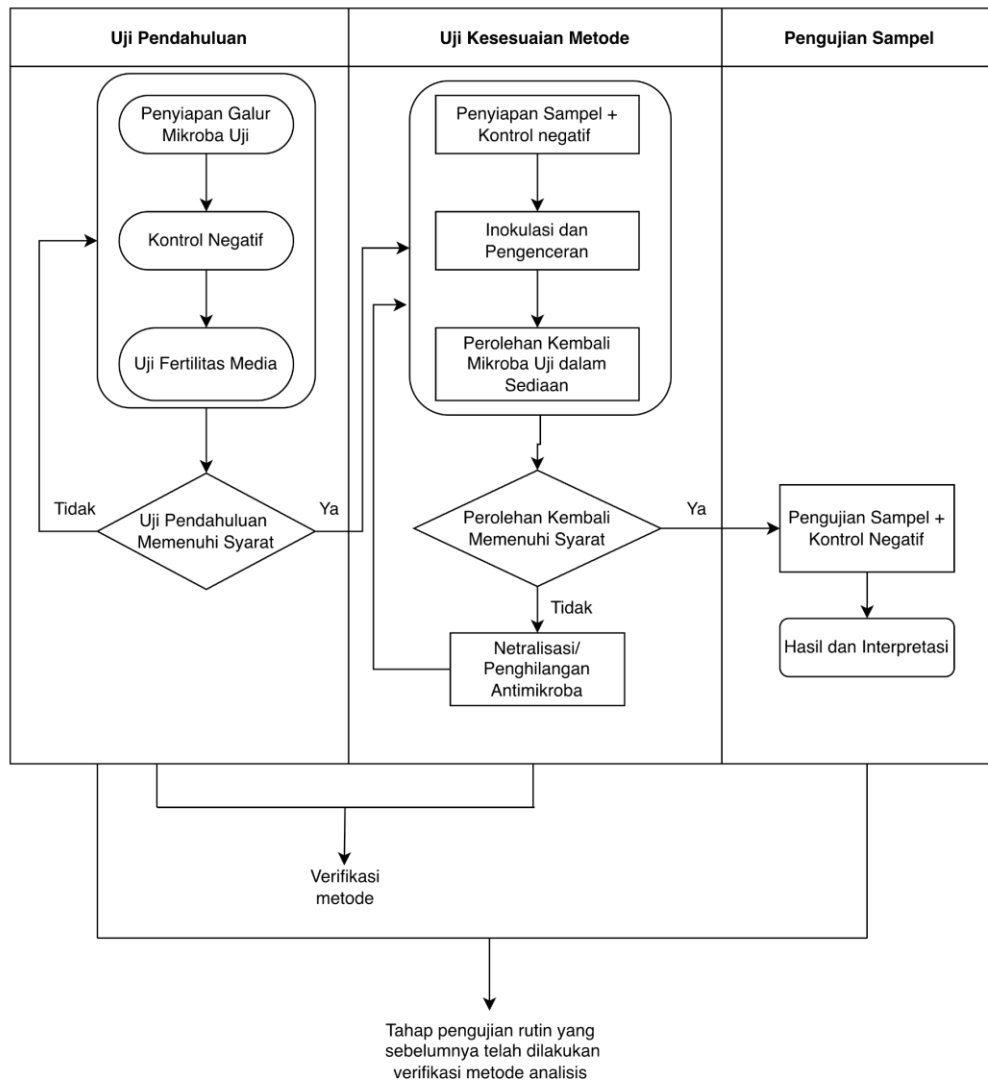 Uji Pendahuluan
Uji Kesesuaian Metode
Pengujian Sampel
Penyiapan Galur
Mikroba Uji
Kontrol Negatif
Uji Fertilitas Media
Tidak
Uji Pendahuluan
Memenuhi Syarat
Ya
Penyiapan Sampel +
Kontrol negatif
Inokulasi dan
Pengenceran
Perolehan Kembali
Mikroba Uji dalam
Sediaan
Perolehan Kembali
Memenuhi Syarat
Ya
Tidak
Netralisasi/
Penghilangan
Antimikroba
Pengujian Sampel +
Kontrol Negatif
Hasil dan Interpretasi
Verifikasi
metode
Tahap pengujian rutin yang
sebelumnya telah dilakukan
verifikasi metode analisis